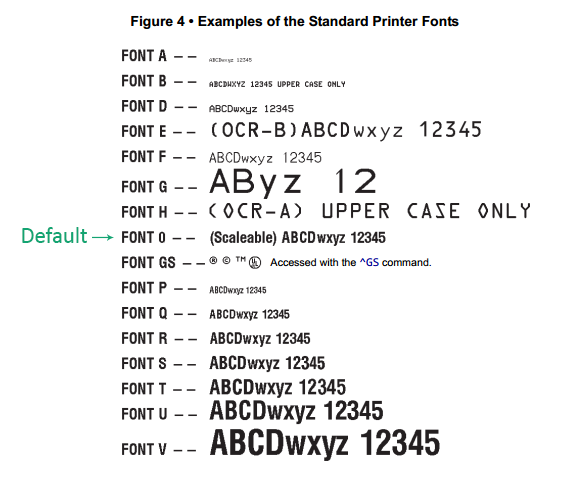 Figure 4 • Examples of the Standard Printer Fonts
FONT A – – ABCDwxyz 12345
FONT B – – ABCDWXYZ 12345 UPPER CASE ONLY
FONT D – – ABCDwxyz 12345
FONT E – – (OCR-B)ABCDwxyz 12345
FONT F – – ABCDwxyz 12345
FONT G – – AByz 12
FONT H – – (OCR-A) UPPER CASE ONLY
Default → FONT 0 – – (Scaleable) ABCDwxyz 12345
FONT GS – – ® © ™ UL Accessed with the ^GS command.
FONT P – – ABCDwxyz 12345
FONT Q – – ABCDwxyz 12345
FONT R – – ABCDwxyz 12345
FONT S – – ABCDwxyz 12345
FONT T – – ABCDwxyz 12345
FONT U – – ABCDwxyz 12345
FONT V – – ABCDwxyz 12345